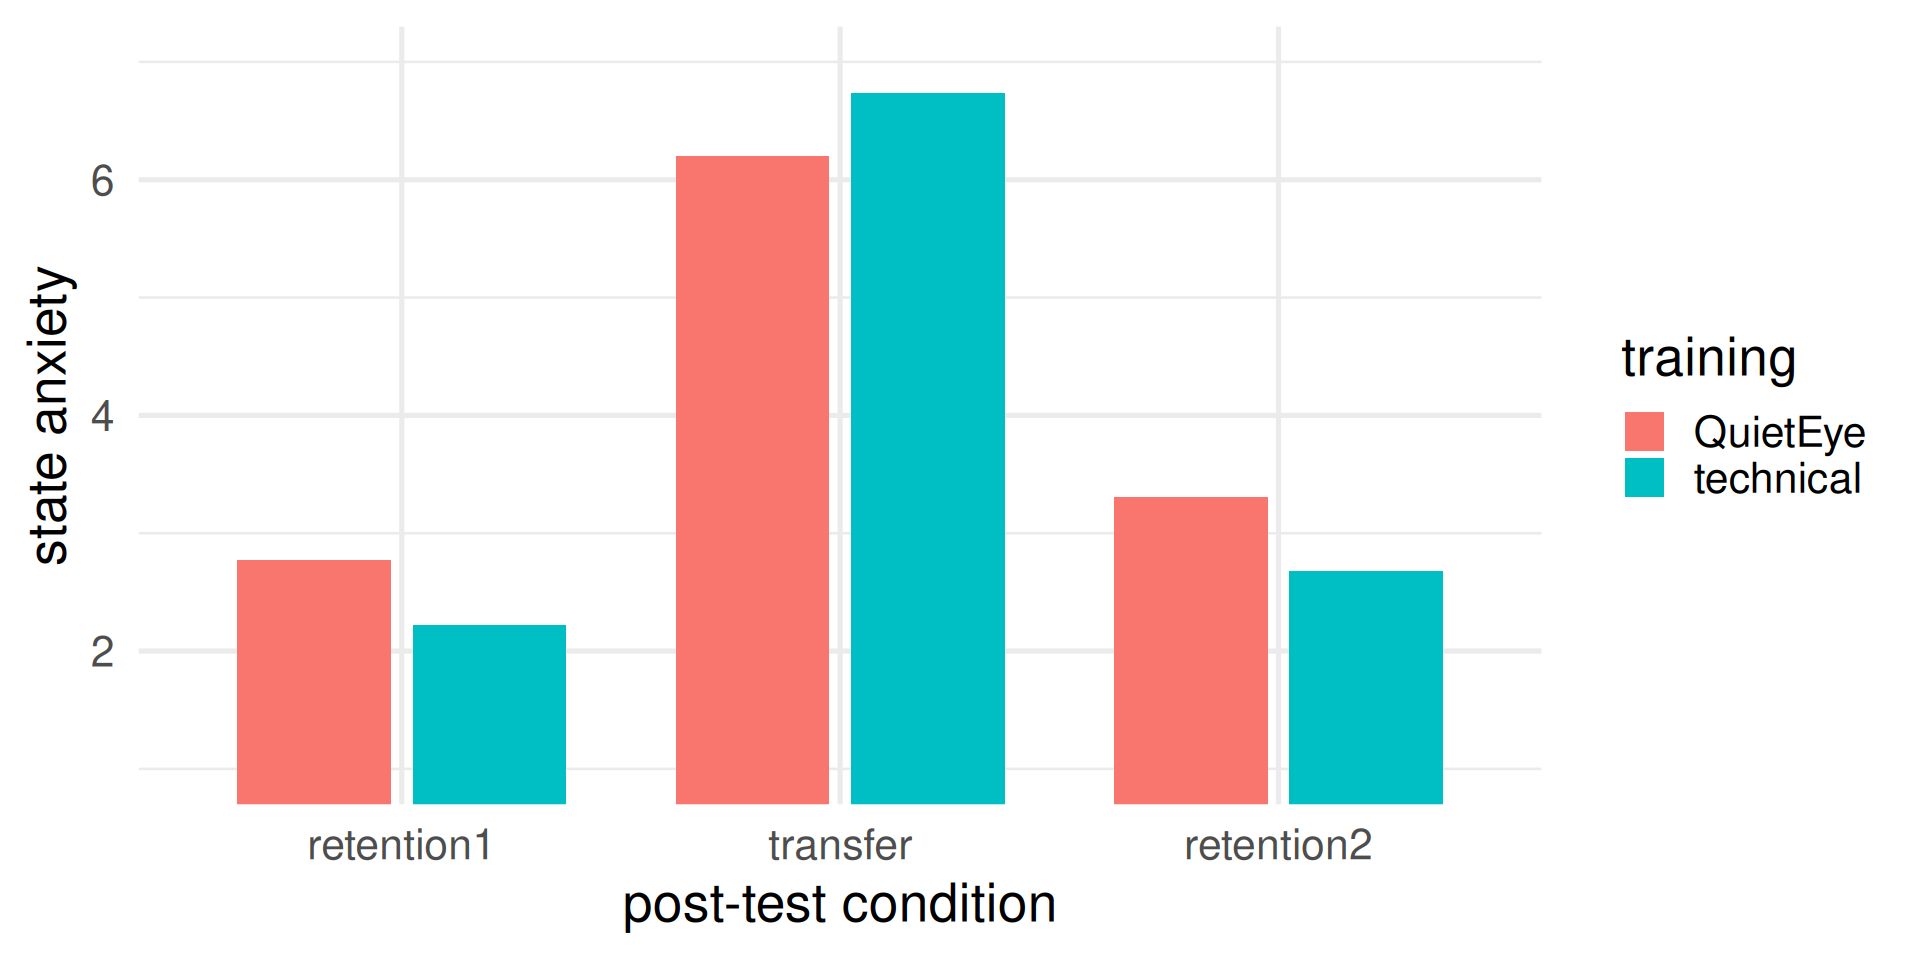 state anxiety
6
4
2
retention1
transfer
retention2
post-test condition
training
QuietEye
technical